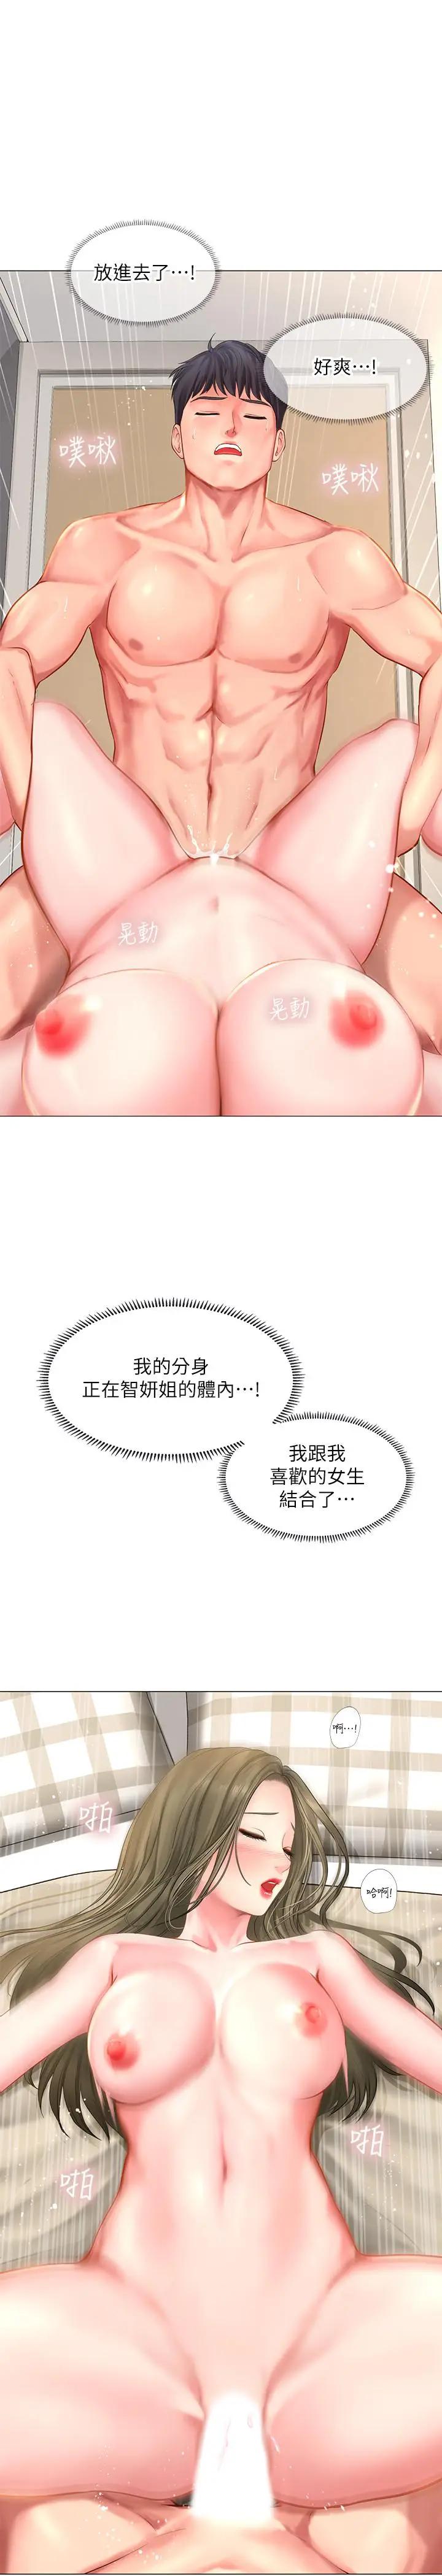 放進去了…!
好爽…!
噗啾
噗啾
晃動
晃動
我的分身
正在智妍姐的體內…!
我跟我
喜歡的女生
結合了…
啊…!
啪
哈啊!
啪
啪